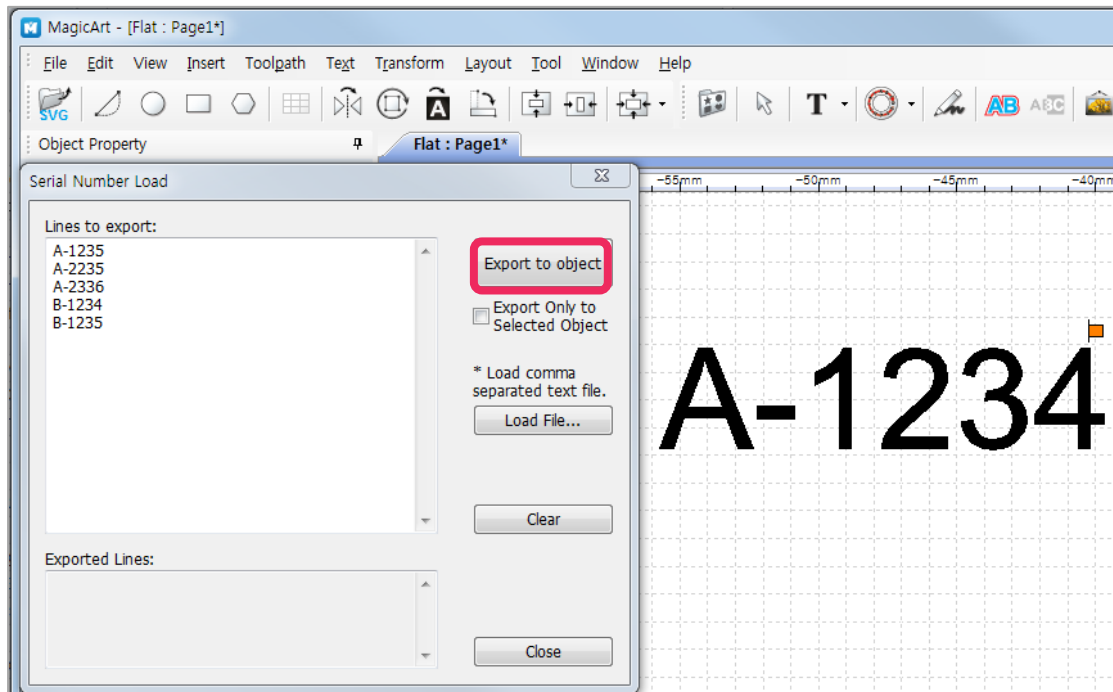 MagicArt - [Flat : Page1*]
File Edit View Insert Toolpath Text Transform Layout Tool Window Help
SVG A T AB ABC
Object Property
Flat : Page1*
Serial Number Load
-55mm -50mm -45mm -40mm
Lines to export:
A-1235
A-2235
A-2336
B-1234
B-1235
Export to object
Export Only to
Selected Object
* Load comma
separated text file.
Load File...
Clear
Exported Lines:
Close
A-1234